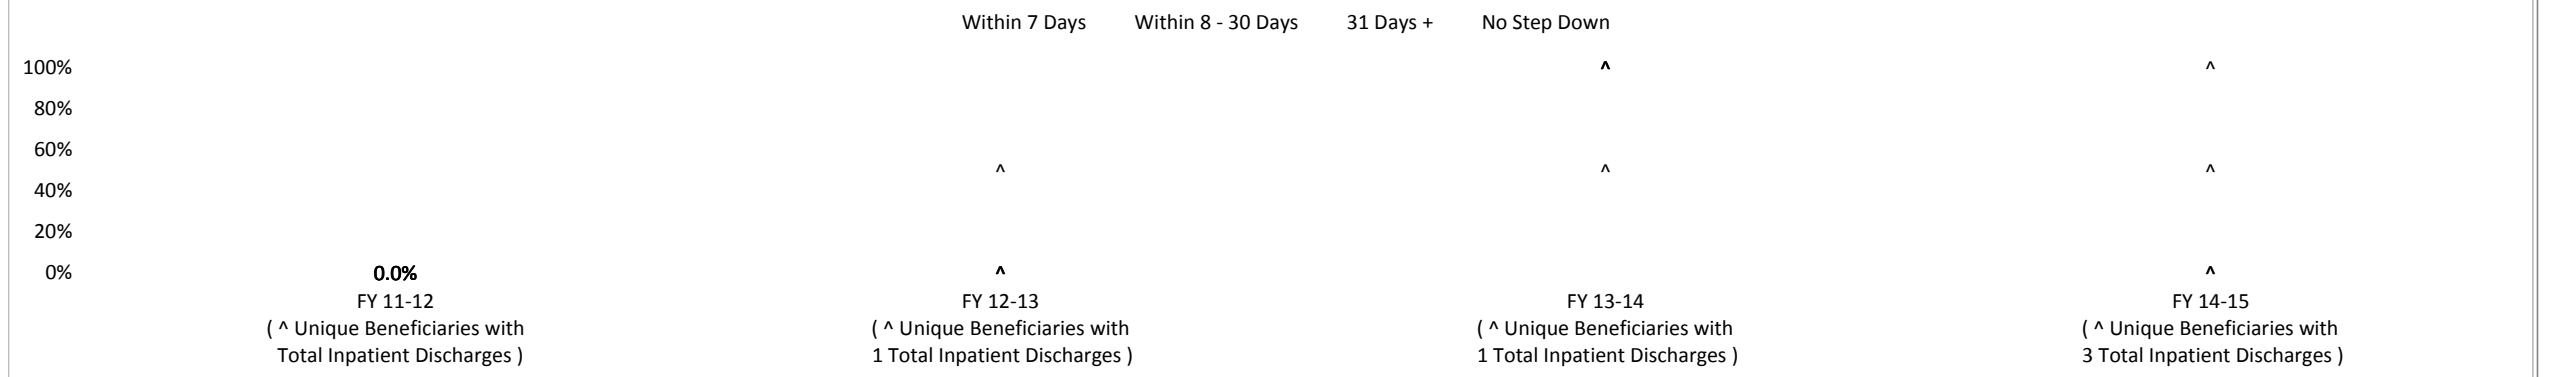 Within 7 Days Within 8 - 30 Days 31 Days + No Step Down
100% ^ ^
80%
60%
^ ^ ^
40%
20%
0% 0.0% ^ ^
FY 11-12 FY 12-13 FY 13-14 FY 14-15
( ^ Unique Beneficiaries with ( ^ Unique Beneficiaries with ( ^ Unique Beneficiaries with ( ^ Unique Beneficiaries with
Total Inpatient Discharges ) 1 Total Inpatient Discharges ) 1 Total Inpatient Discharges ) 3 Total Inpatient Discharges )